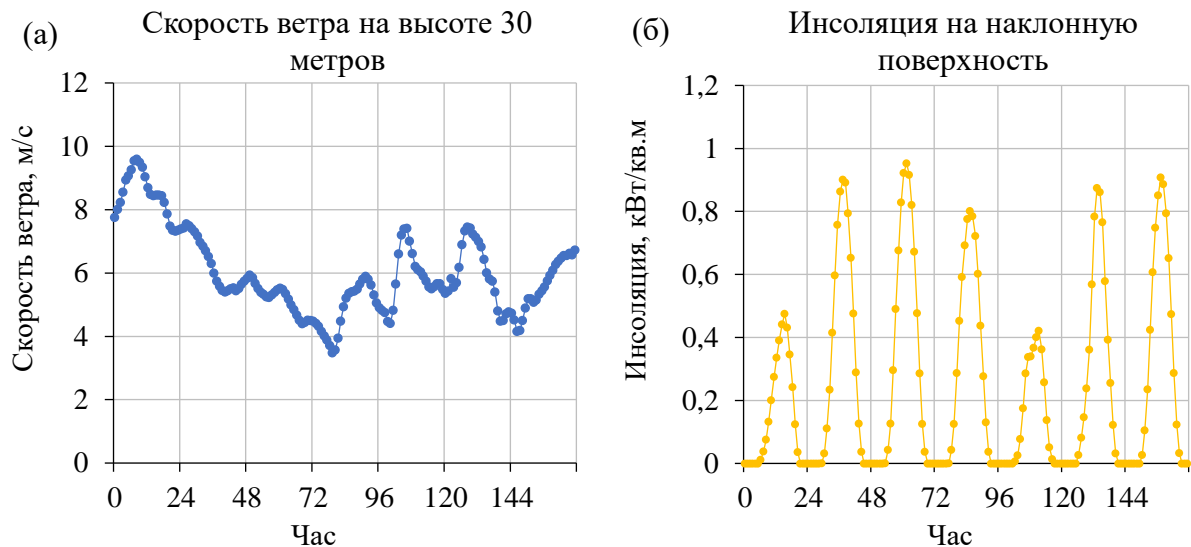 (а)
Скорость ветра на высоте 30
метров
Скорость ветра, м/с
12
10
8
6
4
2
0
0 24 48 72 96 120 144
Час
(б)
Инсоляция на наклонную
поверхность
Инсоляция, кВт/кв.м
1,2
1
0,8
0,6
0,4
0,2
0
0 24 48 72 96 120 144
Час